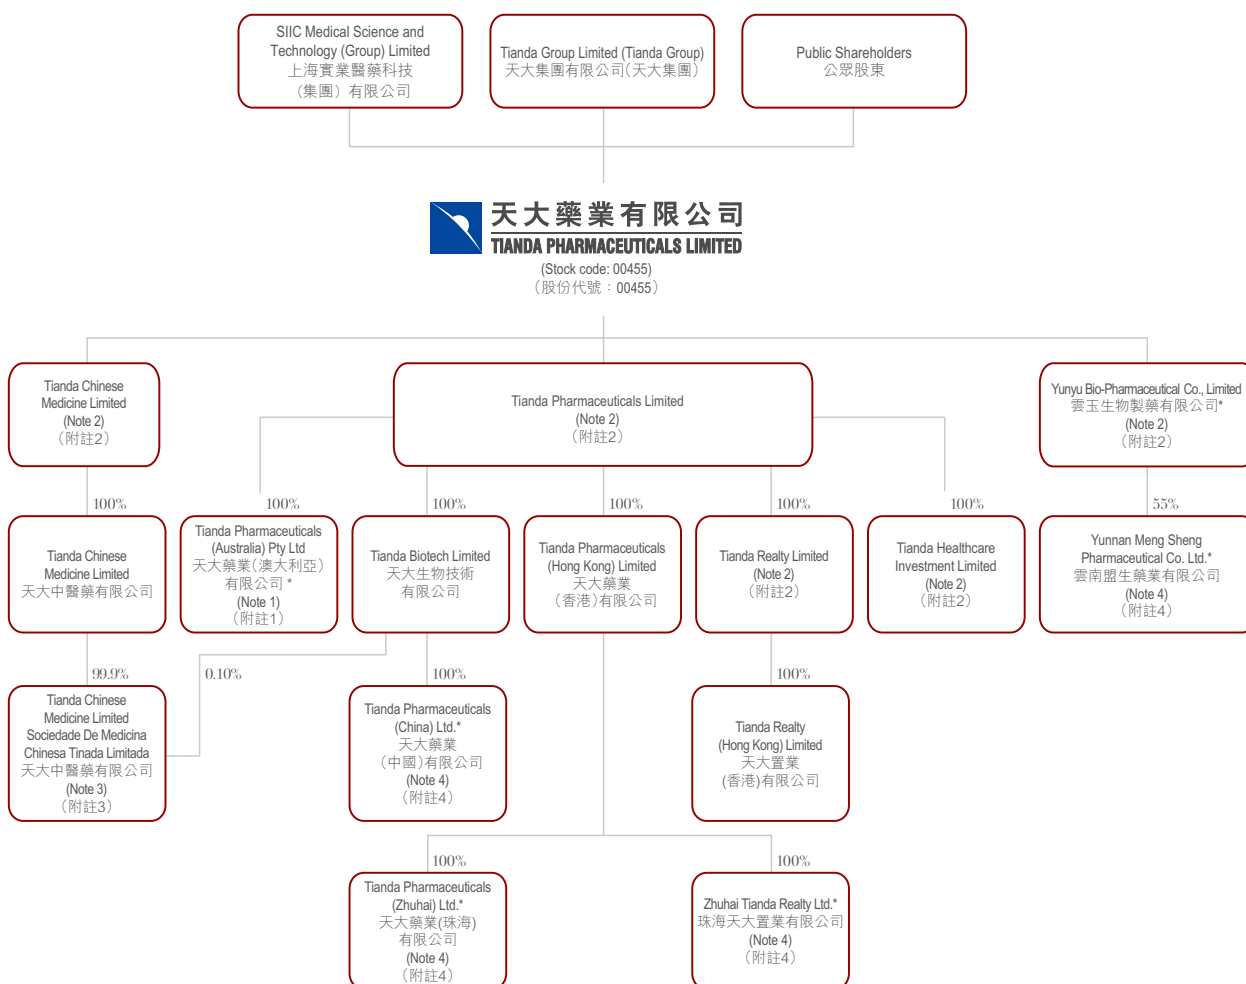 SIIC Medical Science and
Technology (Group) Limited
上海實業醫藥科技
（集團）有限公司
Tianda Group Limited (Tianda Group)
天大集團有限公司（天大集團）
Public Shareholders
公眾股東
天大藥業有限公司
TIANDA PHARMACEUTICALS LIMITED
(Stock code: 00455)
（股份代號：00455）
Tianda Chinese
Medicine Limited
(Note 2)
（附註2）
Tianda Pharmaceuticals Limited
(Note 2)
（附註2）
Yunyu Bio-Pharmaceutical Co., Limited
雲玉生物製藥有限公司*
(Note 2)
（附註2）
100%
100%
100%
100%
100%
100%
55%
Tianda Chinese
Medicine Limited
天大中醫藥有限公司
Tianda Pharmaceuticals
(Australia) Pty Ltd
天大藥業（澳大利亞）
有限公司 *
(Note 1)
（附註1）
Tianda Biotech Limited
天大生物技術
有限公司
Tianda Pharmaceuticals
(Hong Kong) Limited
天大藥業
（香港）有限公司
Tianda Realty Limited
(Note 2)
（附註2）
Tianda Healthcare
Investment Limited
(Note 2)
（附註2）
Yunnan Meng Sheng
Pharmaceutical Co. Ltd.*
雲南盟生藥業有限公司
(Note 4)
（附註4）
99.9%
0.10%
100%
100%
Tianda Chinese
Medicine Limited
Sociedade De Medicina
Chinesa Tinada Limitada
天大中醫藥有限公司
(Note 3)
（附註3）
Tianda Pharmaceuticals
(China) Ltd.*
天大藥業
（中國）有限公司
(Note 4)
（附註4）
Tianda Realty
(Hong Kong) Limited
天大置業
(香港)有限公司
100%
100%
Tianda Pharmaceuticals
(Zhuhai) Ltd.*
天大藥業(珠海)
有限公司
(Note 4)
（附註4）
Zhuhai Tianda Realty Ltd.*
珠海天大置業有限公司
(Note 4)
（附註4）